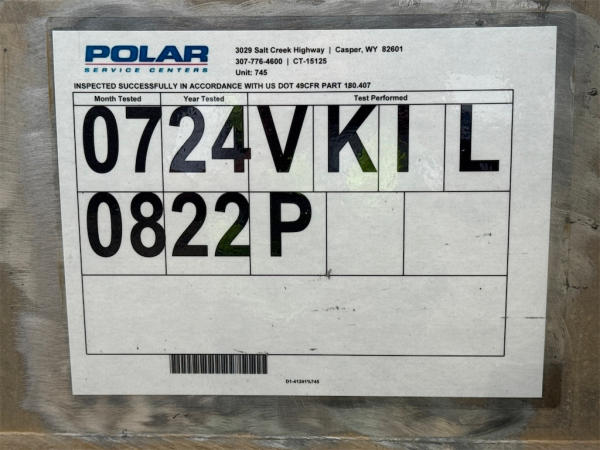 POLAR
SERVICE CENTERS
3029 Salt Creek Highway | Casper, WY 82601
307-776-4600 | CT-15125
Unit: 745
INSPECTED SUCCESSFULLY IN ACCORDANCE WITH US DOT 49CFR PART 180.407
Month Tested Year Tested Test Performed
07 24 V K I L
08 22 P